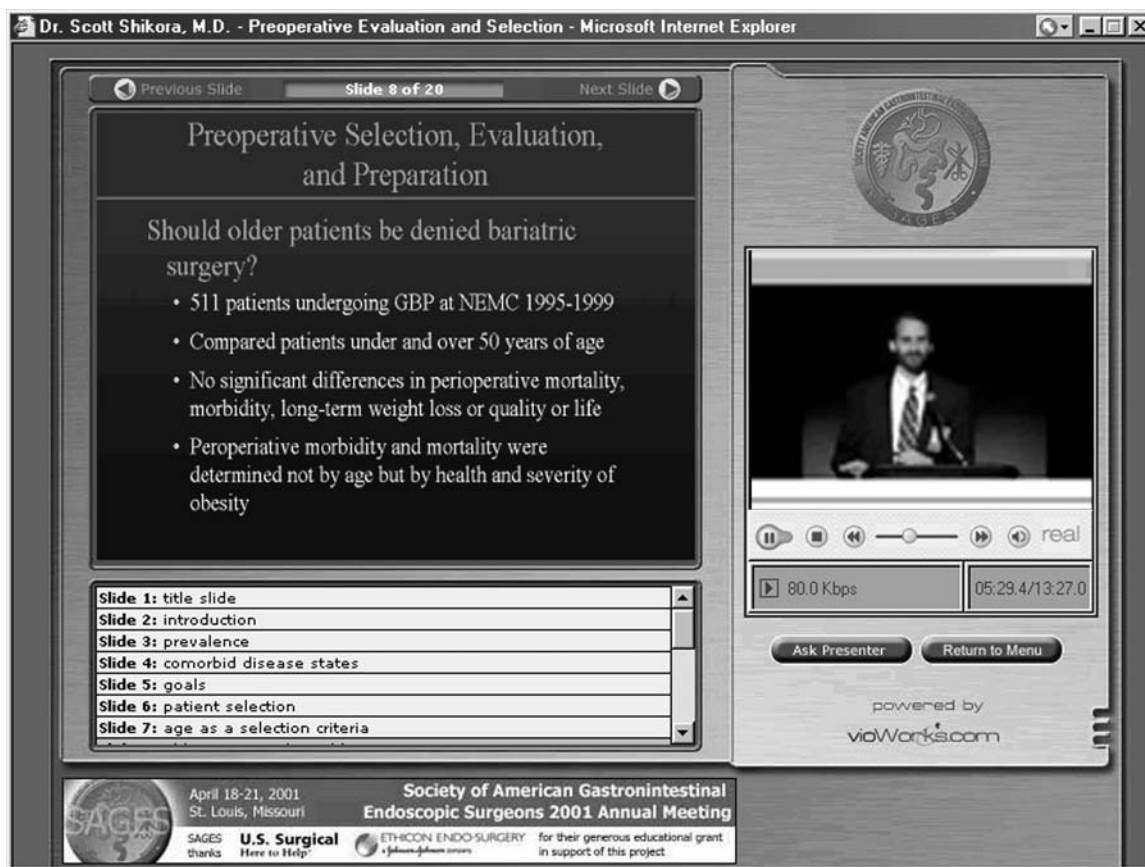 Dr. Scott Shikora, M.D. - Preoperative Evaluation and Selection - Microsoft Internet Explorer
Previous Slide
Slide 8 of 20
Next Slide
Preoperative Selection, Evaluation,
and Preparation
Should older patients be denied bariatric
surgery?
• 511 patients undergoing GBP at NEMC 1995-1999
• Compared patients under and over 50 years of age
• No significant differences in perioperative mortality,
morbidity, long-term weight loss or quality or life
• Peroperiative morbidity and mortality were
determined not by age but by health and severity of
obesity
Slide 1: title slide
Slide 2: introduction
Slide 3: prevalence
Slide 4: comorbid disease states
Slide 5: goals
Slide 6: patient selection
Slide 7: age as a selection criteria
SAGES
real
80.0 Kbps
05:29.4/13:27.0
Ask Presenter
Return to Menu
powered by
vioWorks.com
SAGES
April 18-21, 2001
St. Louis, Missouri
Society of American Gastronintestinal
Endoscopic Surgeons 2001 Annual Meeting
SAGES
thanks
U.S. Surgical
Here to Help
ETHICON ENDO-SURGERY
a Johnson & Johnson company
for their generous educational grant
in support of this project